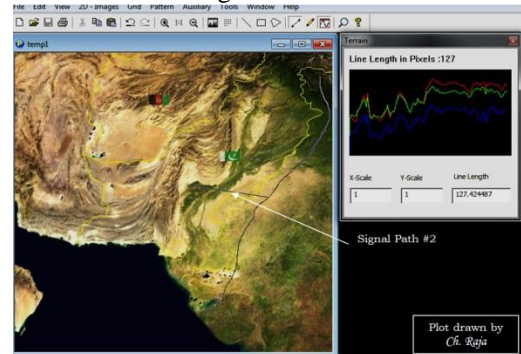 File Edit View 2D - Images Grid Pattern Auxiliary Tools Window Help
temp1
Terrain
Line Length in Pixels :127
X-Scale Y-Scale Line Length
1 1 127.424487
Signal Path #2
Plot drawn by
Ch. Raja